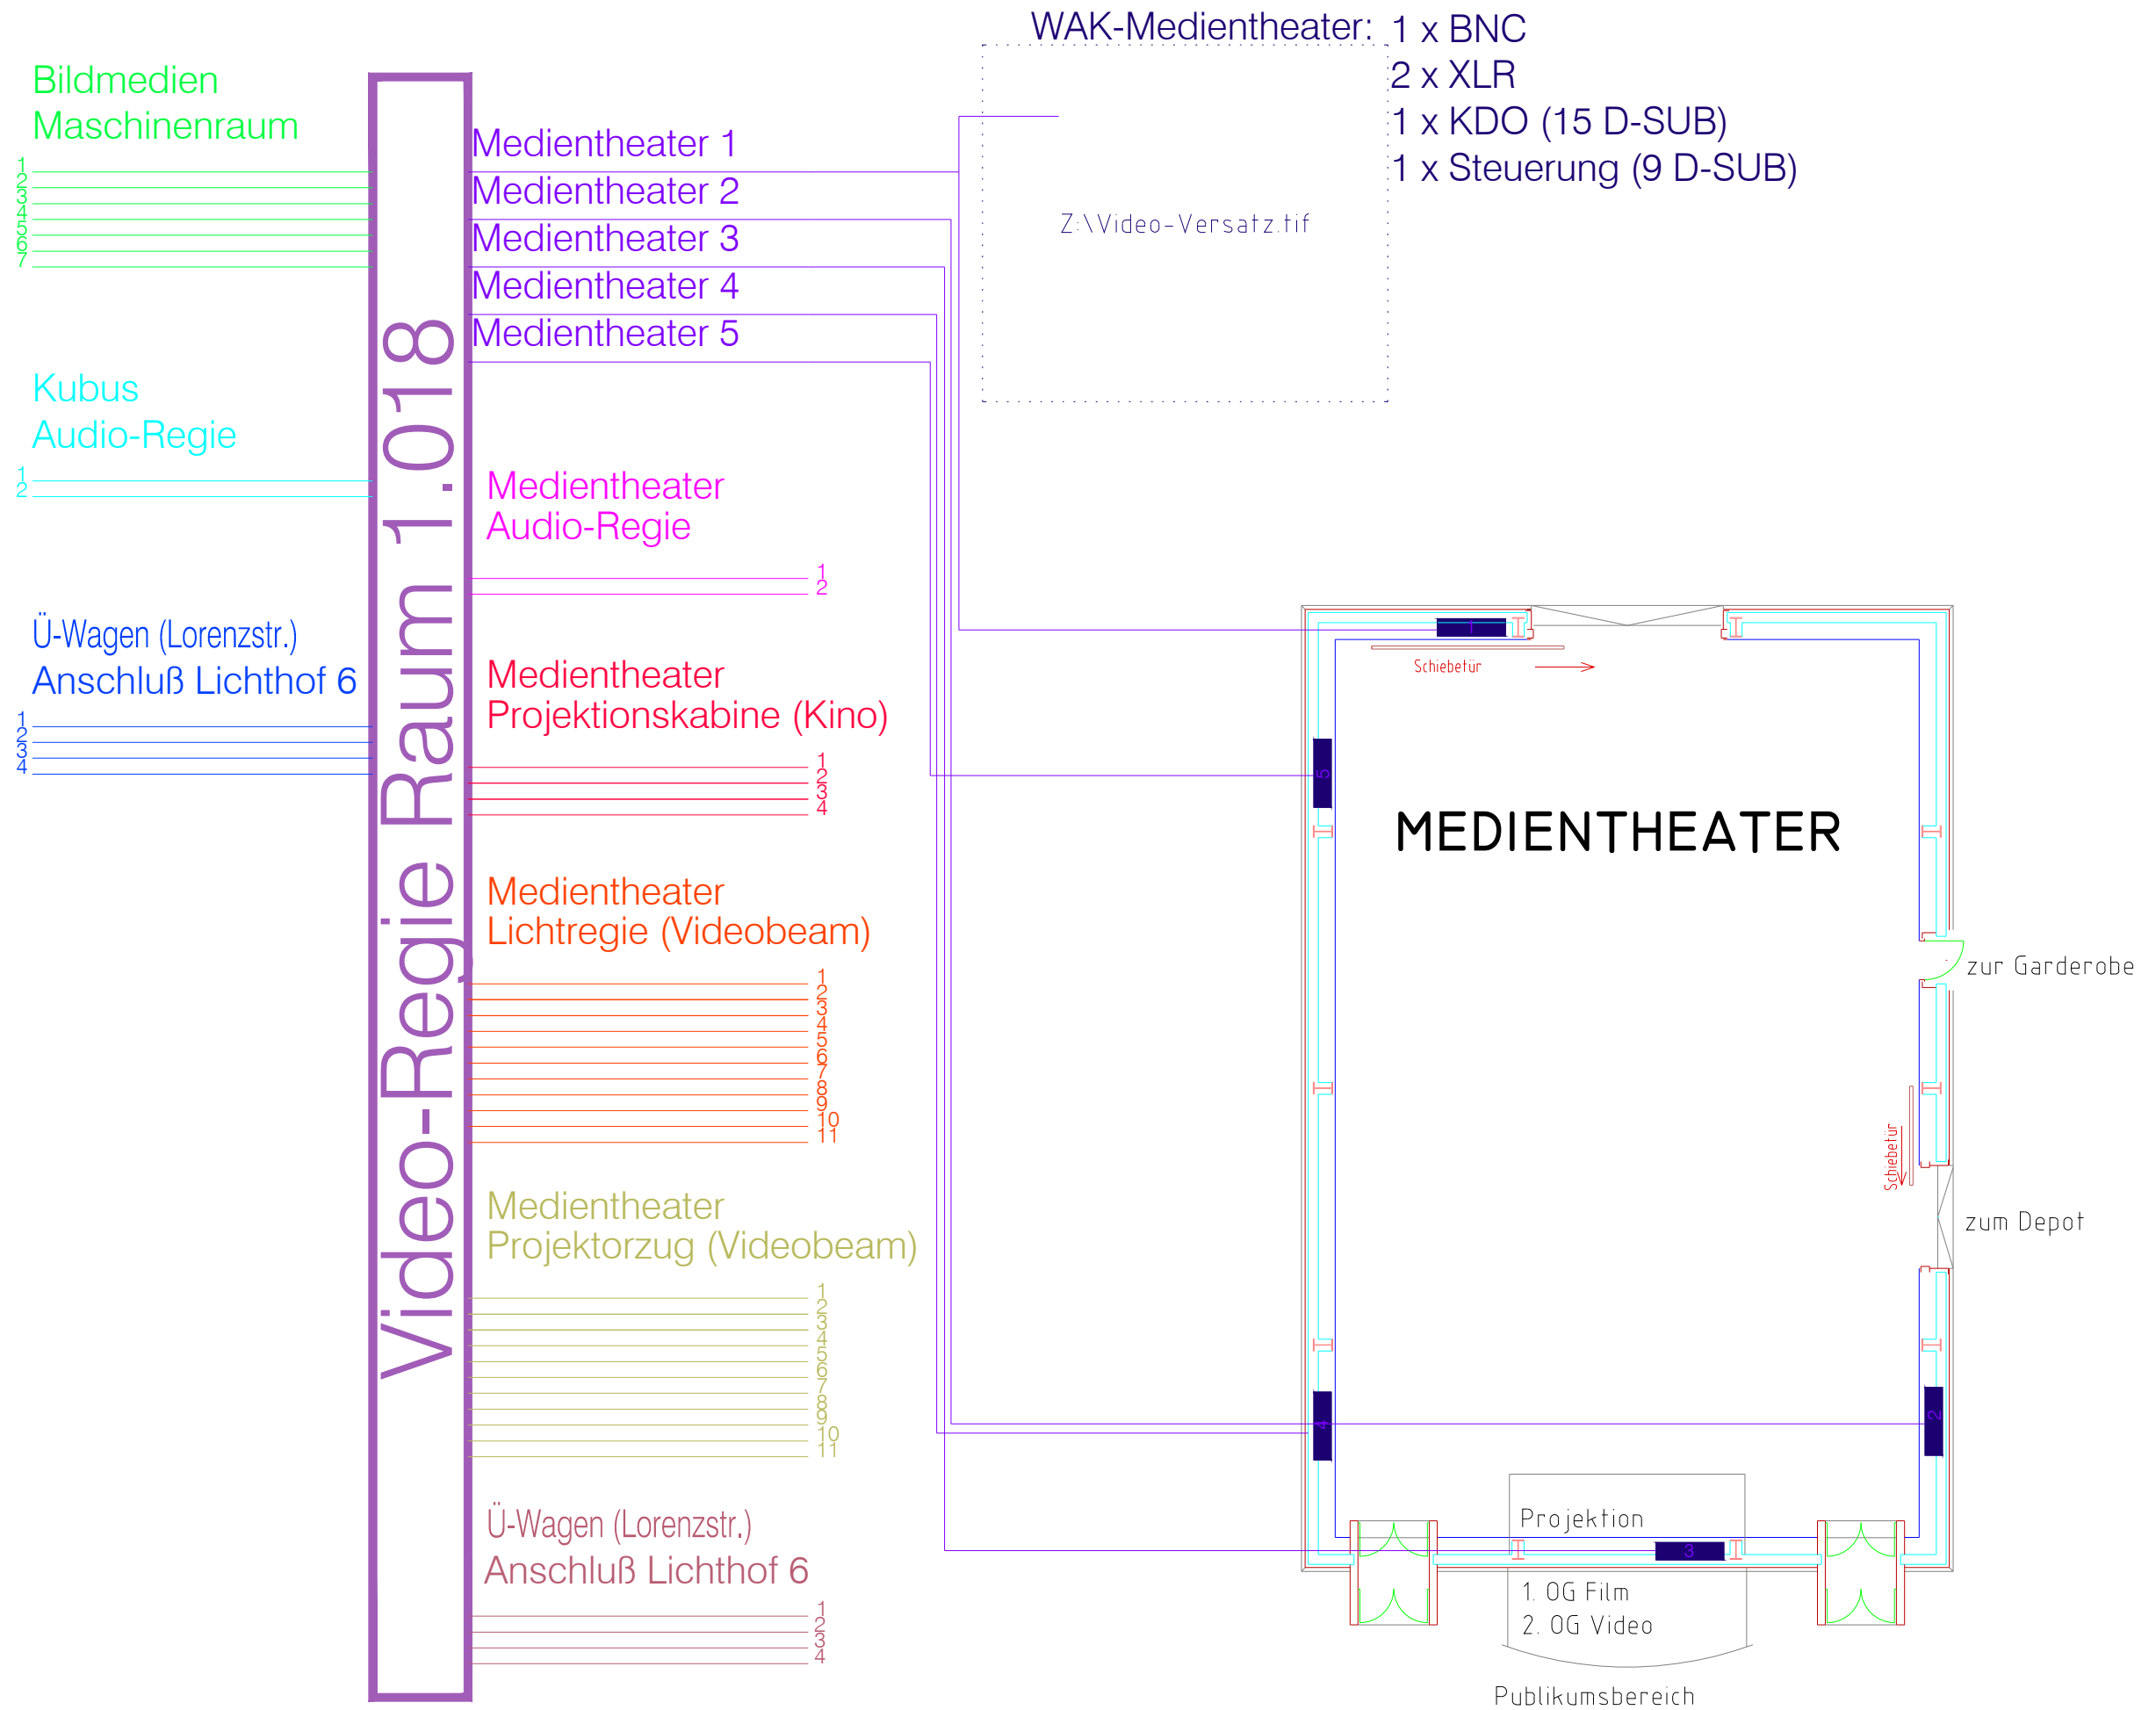 WAK-Medientheater:
1 x BNC
2 x XLR
1 x KDO (15 D-SUB)
1 x Steuerung (9 D-SUB)
Z:\Video-Versatz.tif
Bildmedien
Maschinenraum
1
2
3
4
5
6
7
Kubus
Audio-Regie
1
2
Ü-Wagen (Lorenzstr.)
Anschluß Lichthof 6
1
2
3
4
Video-Regie Raum 1.018
Medientheater 1
Medientheater 2
Medientheater 3
Medientheater 4
Medientheater 5
Medientheater
Audio-Regie
1
2
Medientheater
Projektionskabine (Kino)
1
2
3
4
Medientheater
Lichtregie (Videobeam)
1
2
3
4
5
6
7
8
9
10
11
Medientheater
Projektorzug (Videobeam)
1
2
3
4
5
6
7
8
9
10
11
Ü-Wagen (Lorenzstr.)
Anschluß Lichthof 6
1
2
3
4
1
Schiebetür
5
MEDIENTHEATER
zur Garderobe
Schiebetür
zum Depot
4
2
Projektion
3
1. OG Film
2. OG Video
Publikumsbereich